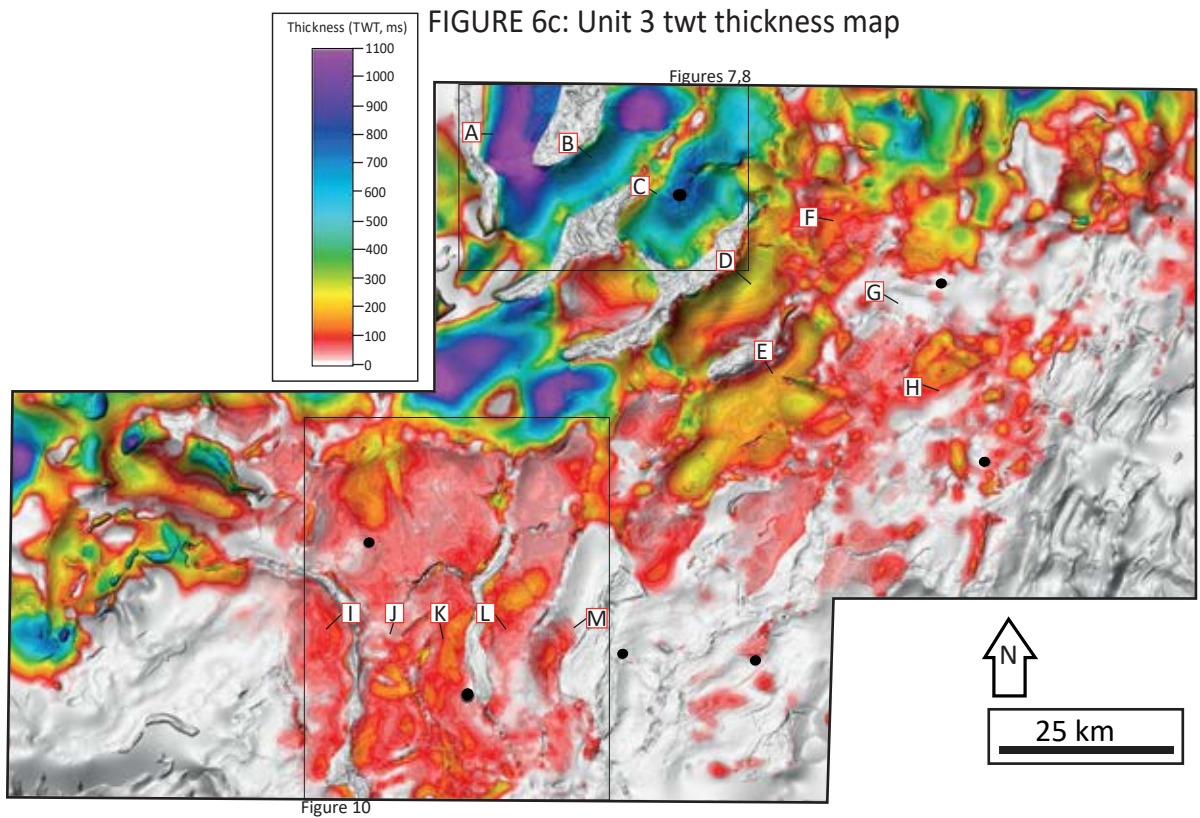 FIGURE 6c: Unit 3 twt thickness map
Thickness (TWT, ms)
1100
1000
900
800
700
600
500
400
300
200
100
0
Figures 7,8
A
B
C
D
E
F
G
H
I
J
K
L
M
N
25 km
Figure 10